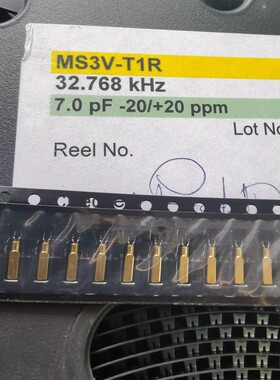 MS3V-T1R
32.768 kHz
7.0 pF -20/+20 ppm
Lot No
Reel No.